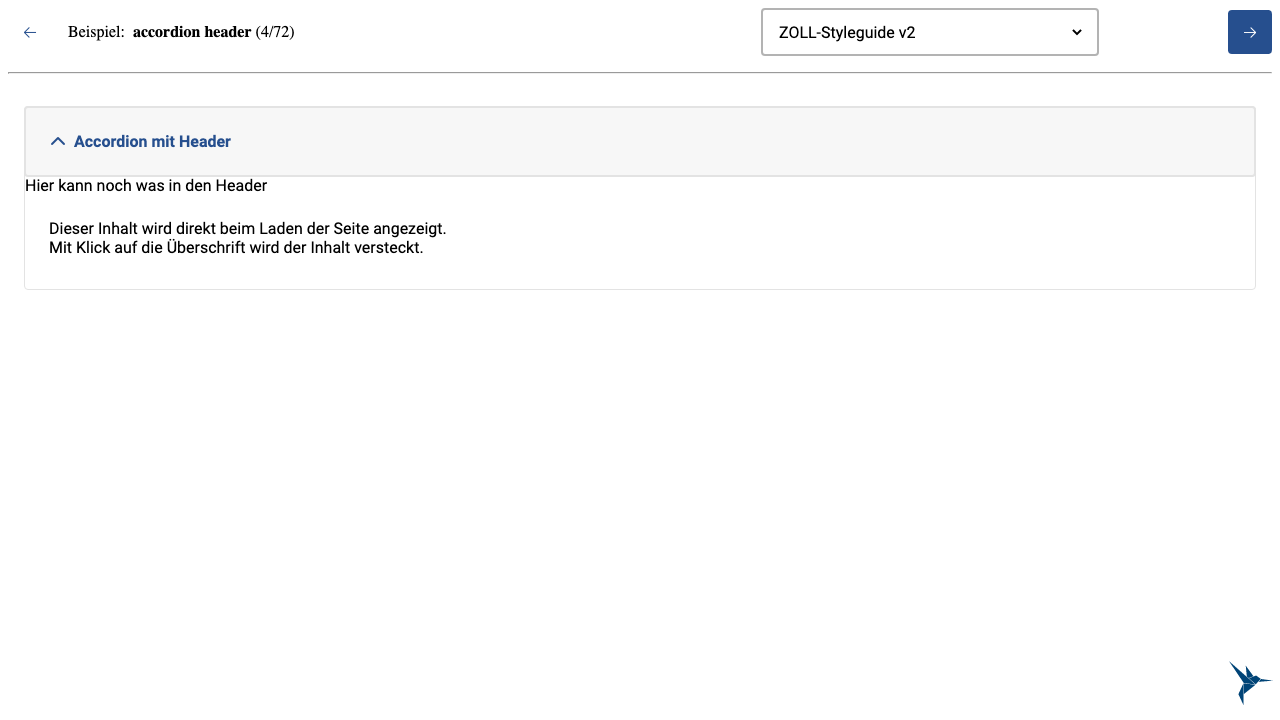 Beispiel: accordion header (4/72)
ZOLL-Styleguide v2
Accordion mit Header
Hier kann noch was in den Header
Dieser Inhalt wird direkt beim Laden der Seite angezeigt.
Mit Klick auf die Überschrift wird der Inhalt versteckt.